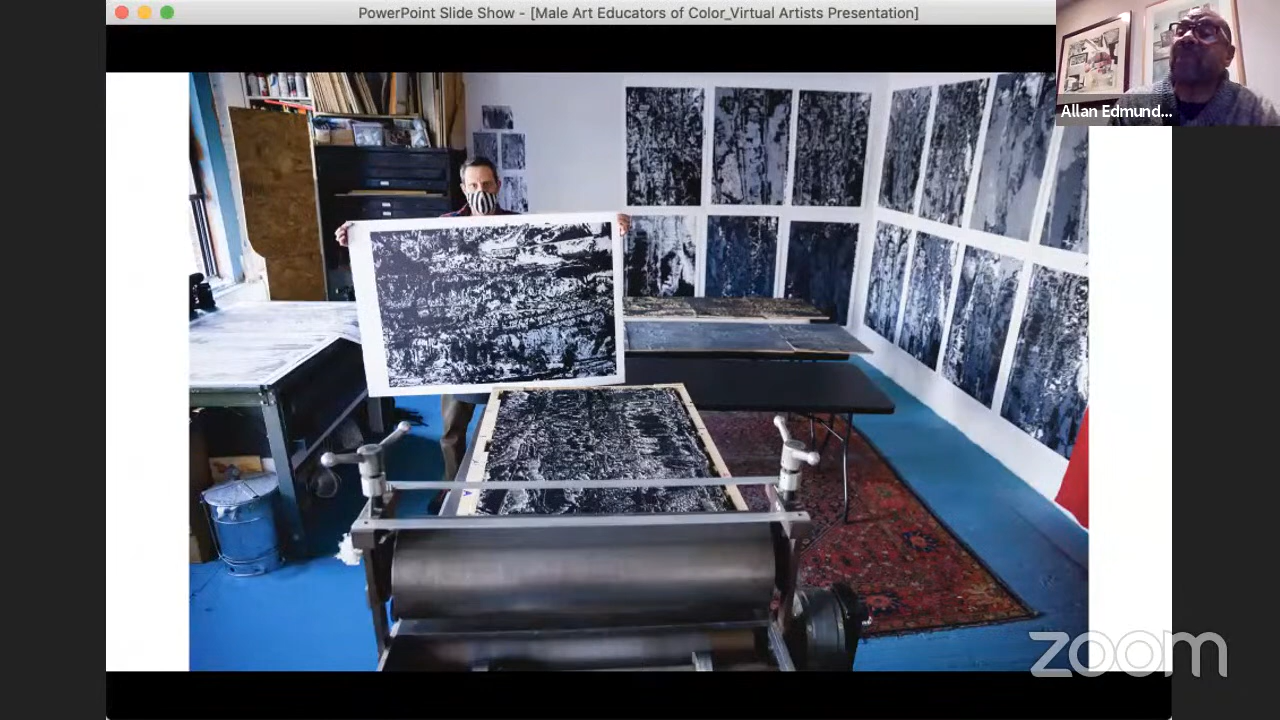 PowerPoint Slide Show - [Male Art Educators of Color_Virtual Artists Presentation]
Allan Edmund...
zoom